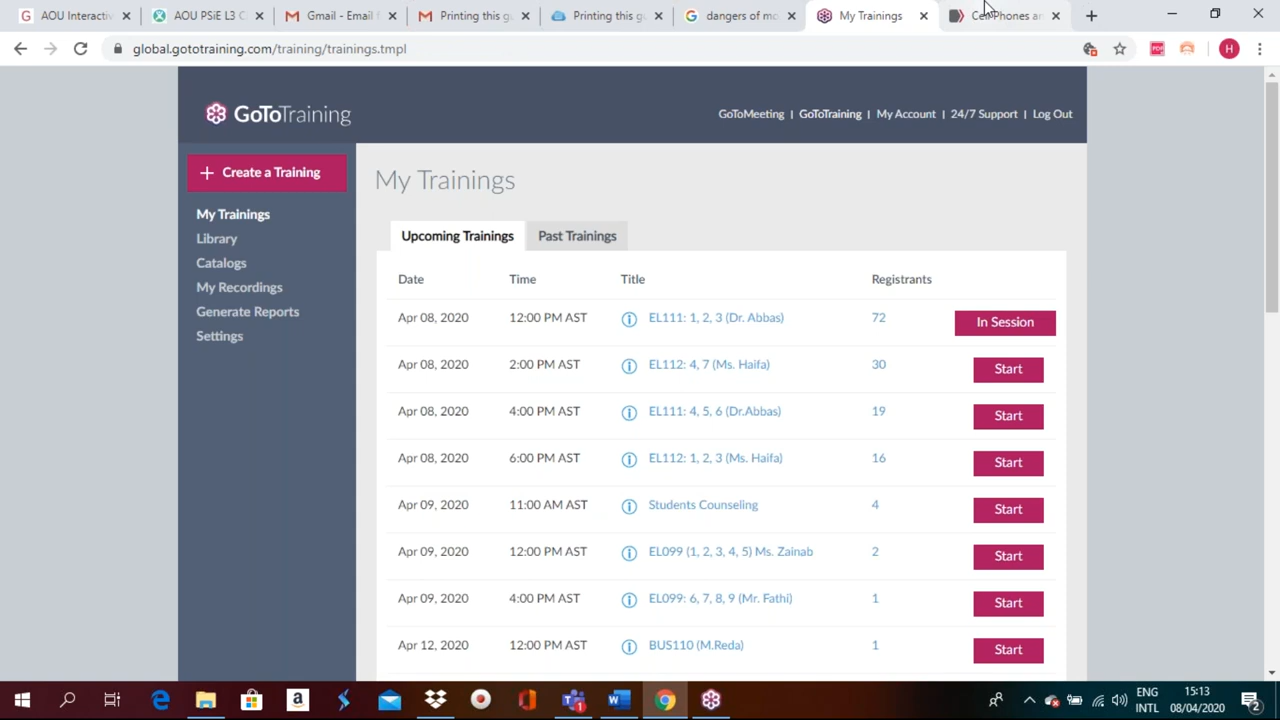 AOU Interactiv
AOU PSiE L3 C
Gmail - Email f
Printing this gu
Printing this gu
dangers of mo
My Trainings
Cell Phones an
global.gototraining.com/training/trainings.tmpl
PDF
H
GoToTraining
GoToMeeting | GoToTraining | My Account | 24/7 Support | Log Out
+ Create a Training
My Trainings
Library
Catalogs
My Recordings
Generate Reports
Settings
My Trainings
Upcoming Trainings
Past Trainings
Date Time Title Registrants
Apr 08, 2020 12:00 PM AST EL111: 1, 2, 3 (Dr. Abbas) 72 In Session
Apr 08, 2020 2:00 PM AST EL112: 4, 7 (Ms. Haifa) 30 Start
Apr 08, 2020 4:00 PM AST EL111: 4, 5, 6 (Dr.Abbas) 19 Start
Apr 08, 2020 6:00 PM AST EL112: 1, 2, 3 (Ms. Haifa) 16 Start
Apr 09, 2020 11:00 AM AST Students Counseling 4 Start
Apr 09, 2020 12:00 PM AST EL099 (1, 2, 3, 4, 5) Ms. Zainab 2 Start
Apr 09, 2020 4:00 PM AST EL099: 6, 7, 8, 9 (Mr. Fathi) 1 Start
Apr 12, 2020 12:00 PM AST BUS110 (M.Reda) 1 Start
ENG
INTL
15:13
08/04/2020
2